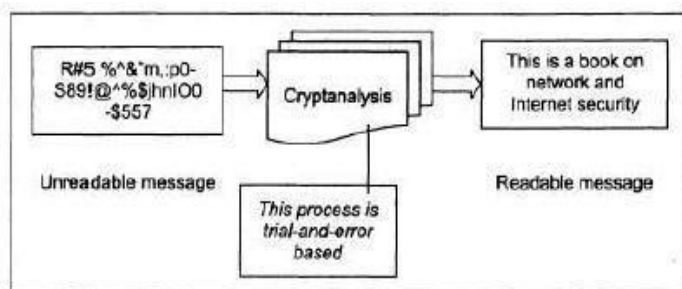 R#5 %^&*m,:p0-
S89!@^%$jhnIO0
-$557
Cryptanalysis
This is a book on
network and
Internet security
Unreadable message
Readable message
This process is
trial-and-error
based